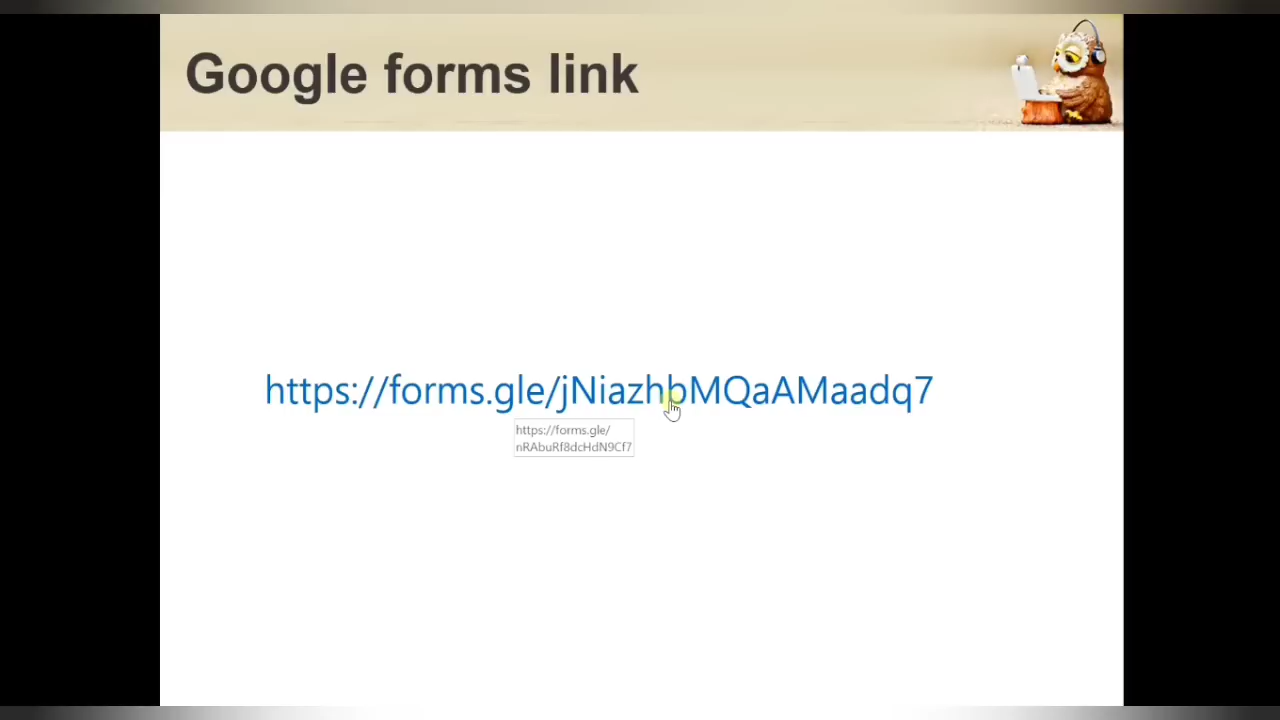 Google forms link
https://forms.gle/jNiazhbMQaAMaadq7
https://forms.gle/
nRAbuRf8dcHdN9Cf7